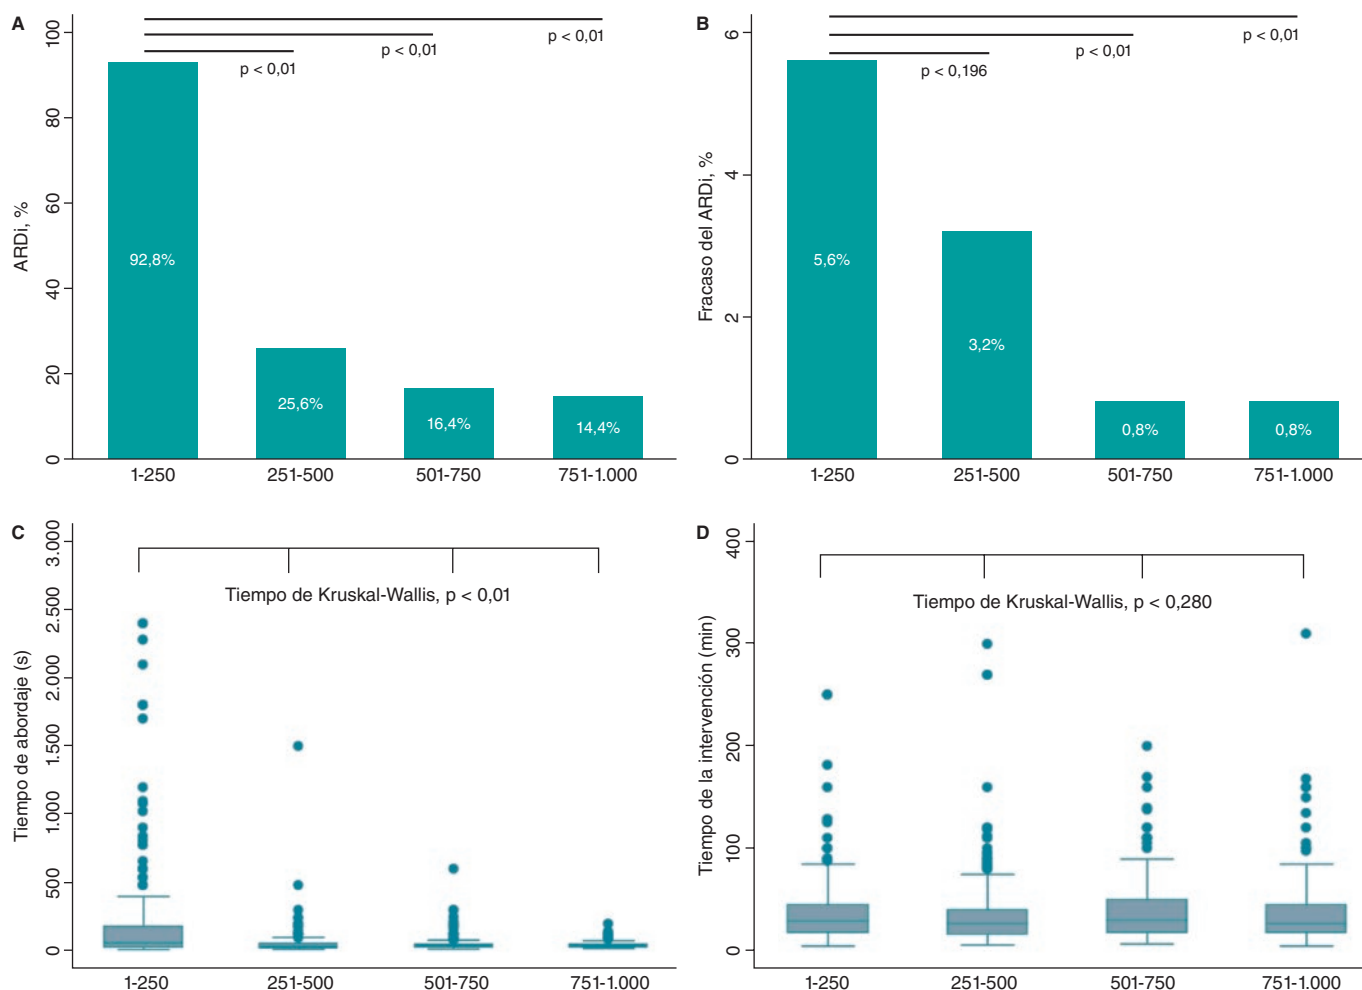 A
ARDi, %
100
80
60
40
20
0
p < 0,01
p < 0,01
p < 0,01
92,8%
25,6%
16,4%
14,4%
1-250
251-500
501-750
751-1.000
B
Fracaso del ARDi, %
6
4
2
0
p < 0,01
p < 0,01
p < 0,196
5,6%
3,2%
0,8%
0,8%
1-250
251-500
501-750
751-1.000
C
Tiempo de abordaje (s)
3.000
2.500
2.000
1.500
1.000
500
0
Tiempo de Kruskal-Wallis, p < 0,01
1-250
251-500
501-750
751-1.000
D
Tiempo de la intervención (min)
400
300
200
100
0
Tiempo de Kruskal-Wallis, p < 0,280
1-250
251-500
501-750
751-1.000